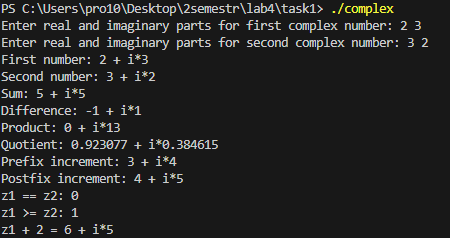 PS C:\Users\pro10\Desktop\2semestr\lab4\task1> ./complex
Enter real and imaginary parts for first complex number: 2 3
Enter real and imaginary parts for second complex number: 3 2
First number: 2 + i*3
Second number: 3 + i*2
Sum: 5 + i*5
Difference: -1 + i*1
Product: 0 + i*13
Quotient: 0.923077 + i*0.384615
Prefix increment: 3 + i*4
Postfix increment: 4 + i*5
z1 == z2: 0
z1 >= z2: 1
z1 + 2 = 6 + i*5